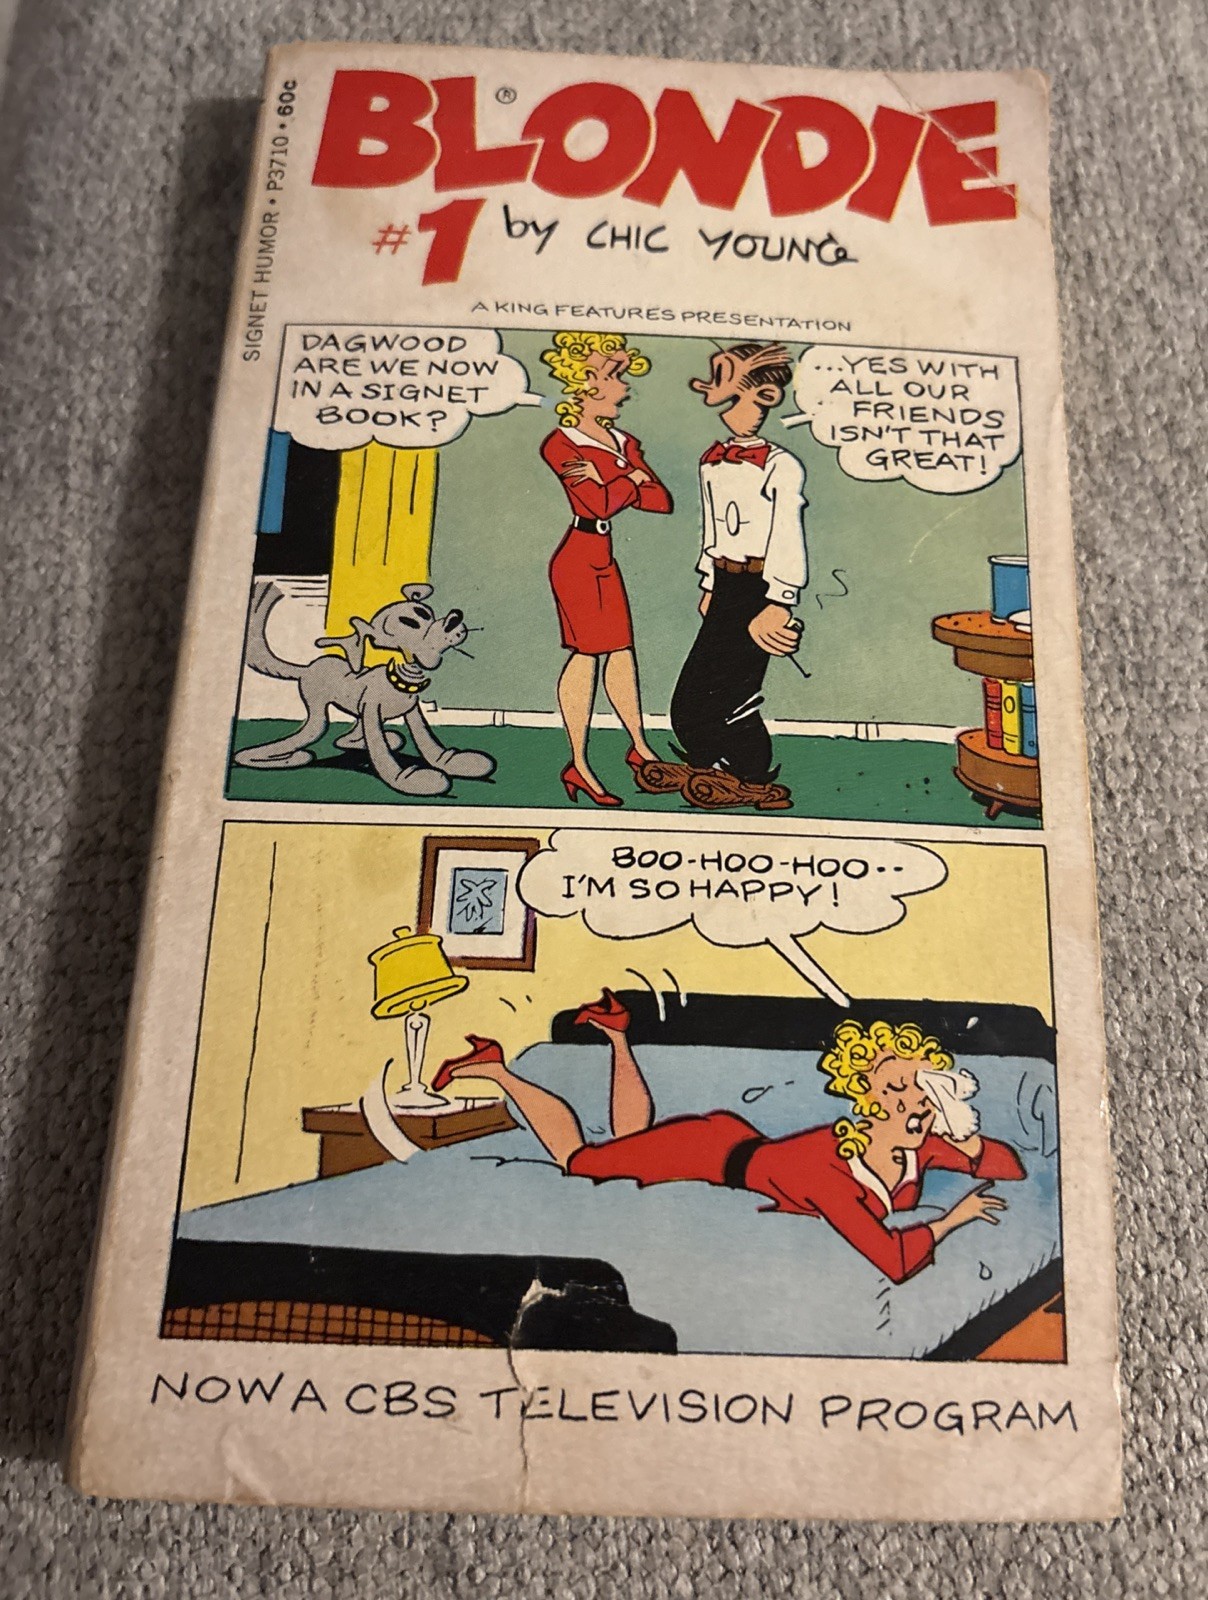 SIGNET HUMOR • P3710 • 60¢
BLONDIE®
#1 by CHIC YOUNG
A KING FEATURES PRESENTATION
DAGWOOD
ARE WE NOW
IN A SIGNET
BOOK?
...YES WITH
ALL OUR
FRIENDS
ISN'T THAT
GREAT!
BOO-HOO-HOO--
I'M SO HAPPY!
NOW A CBS TELEVISION PROGRAM